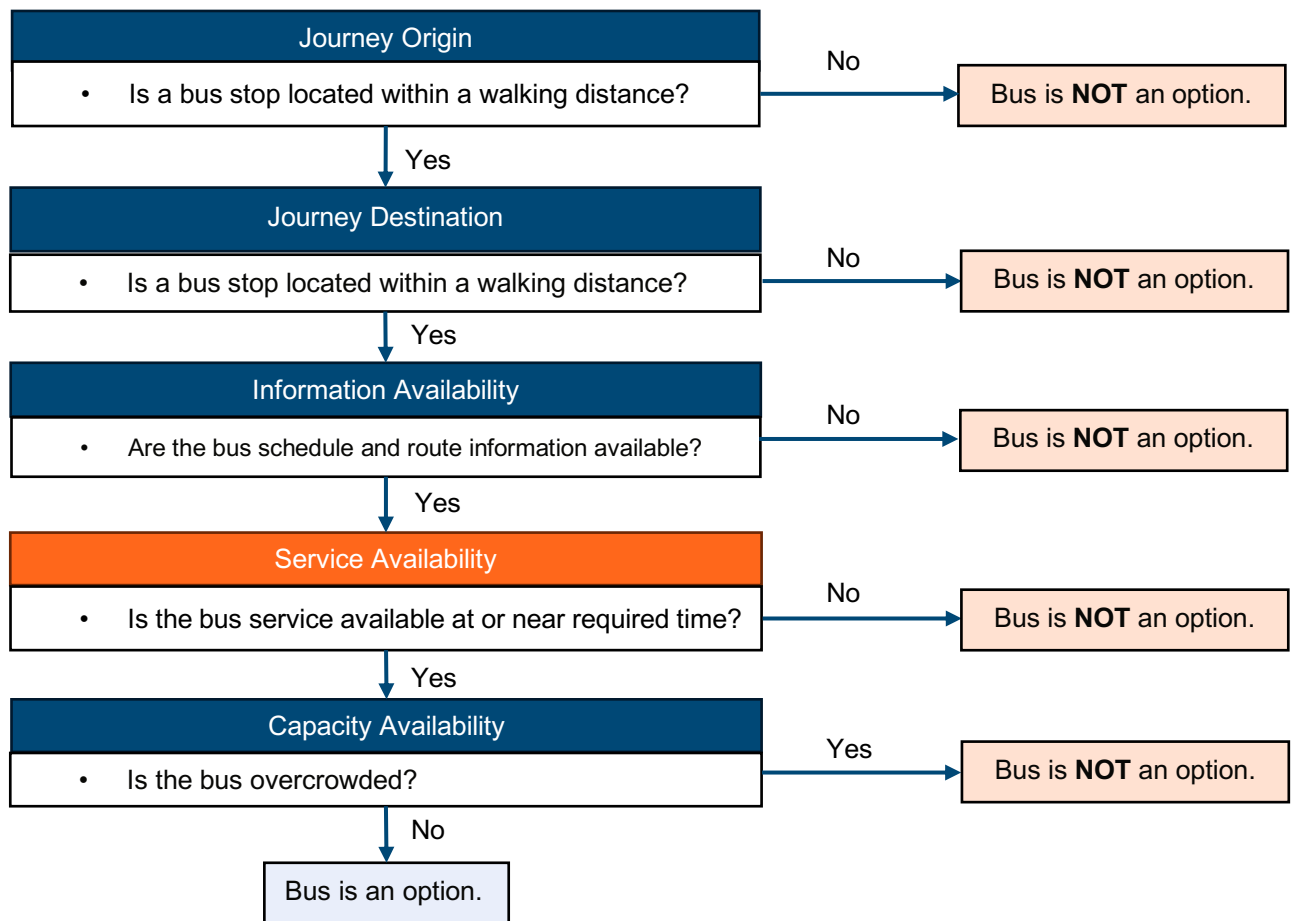 Journey Origin
• Is a bus stop located within a walking distance?
No
Bus is NOT an option.
Yes
Journey Destination
• Is a bus stop located within a walking distance?
No
Bus is NOT an option.
Yes
Information Availability
• Are the bus schedule and route information available?
No
Bus is NOT an option.
Yes
Service Availability
• Is the bus service available at or near required time?
No
Bus is NOT an option.
Yes
Capacity Availability
• Is the bus overcrowded?
Yes
Bus is NOT an option.
No
Bus is an option.